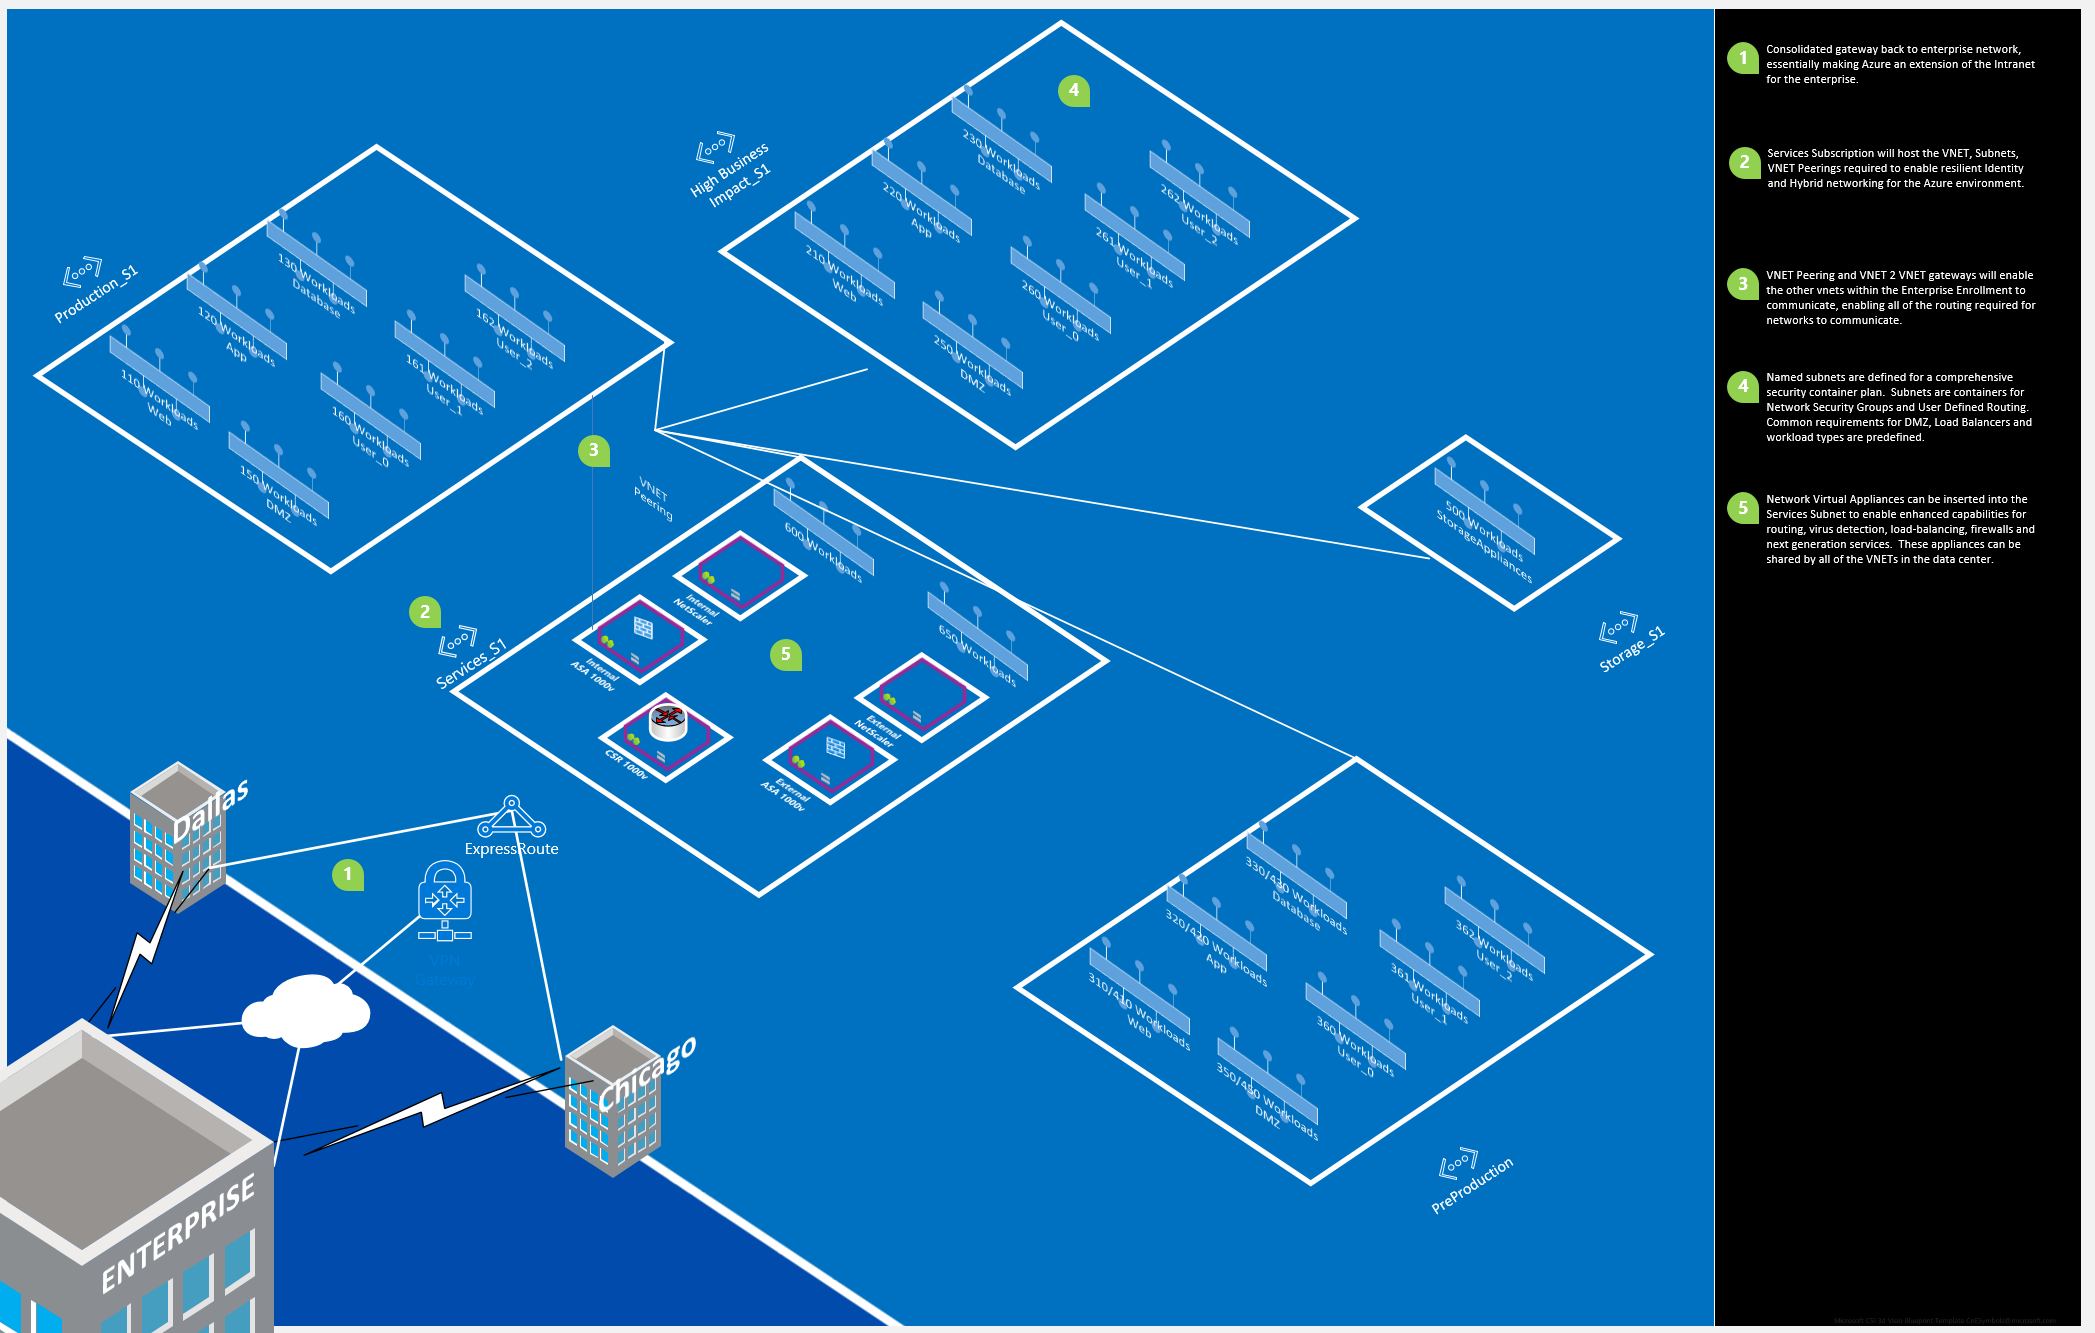 High Business
Impact_S1
4
230 Workloads
Database
220 Workloads
App
210 Workloads
Web
262 Workloads
User_2
261 Workloads
User_1
260 Workloads
User_0
250 Workloads
DMZ
Production_S1
130 Workloads
Database
120 Workloads
App
110 Workloads
Web
162 Workloads
User_2
161 Workloads
User_1
160 Workloads
User_0
150 Workloads
DMZ
3
VNET
Peering
500 Workloads
StorageAppliances
Storage_S1
2
Services_S1
600 Workloads
650 Workloads
Internal
NetScaler
Internal
ASA 1000v
5
CSR 1000v
External
NetScaler
External
ASA 1000v
Dallas
1
ExpressRoute
VPN
Gateway
Chicago
ENTERPRISE
330/430 Workloads
Database
320/420 Workloads
App
310/410 Workloads
Web
362 Workloads
User_2
361 Workloads
User_1
360 Workloads
User_0
350/450 Workloads
DMZ
PreProduction
1
Consolidated gateway back to enterprise network,
essentially making Azure an extension of the Intranet
for the enterprise.
2
Services Subscription will host the VNET, Subnets,
VNET Peerings required to enable resilient Identity
and Hybrid networking for the Azure environment.
3
VNET Peering and VNET 2 VNET gateways will enable
the other vnets within the Enterprise Enrollment to
communicate, enabling all of the routing required for
networks to communicate.
4
Named subnets are defined for a comprehensive
security container plan.  Subnets are containers for
Network Security Groups and User Defined Routing.
Common requirements for DMZ, Load Balancers and
workload types are predefined.
5
Network Virtual Appliances can be inserted into the
Services Subnet to enable enhanced capabilities for
routing, virus detection, load-balancing, firewalls and
next generation services.  These appliances can be
shared by all of the VNETs in the data center.